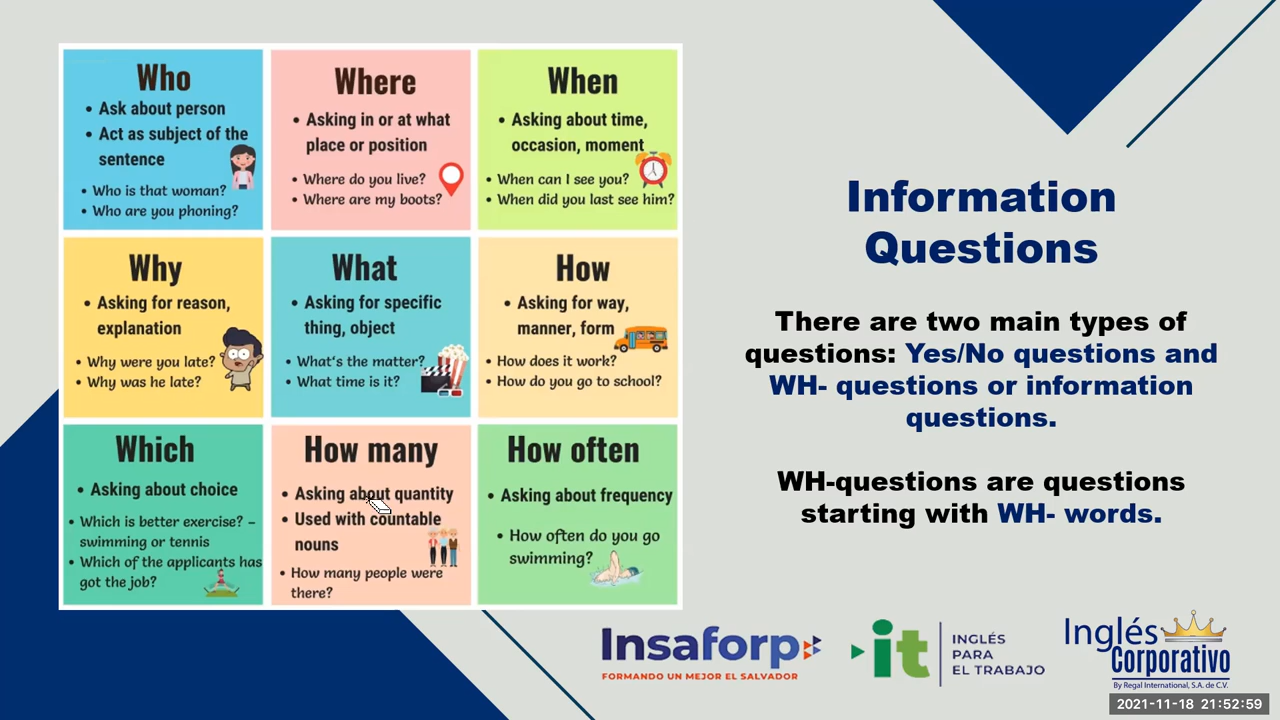 Who
• Ask about person
• Act as subject of the
sentence
• Who is that woman?
• Who are you phoning?
Where
• Asking in or at what
place or position
• Where do you live?
• Where are my boots?
When
• Asking about time,
occasion, moment
• When can I see you?
• When did you last see him?
Why
• Asking for reason,
explanation
• Why were you late?
• Why was he late?
What
• Asking for specific
thing, object
• What's the matter?
• What time is it?
How
• Asking for way,
manner, form
• How does it work?
• How do you go to school?
Which
• Asking about choice
• Which is better exercise? –
swimming or tennis
• Which of the applicants has
got the job?
How many
• Asking about quantity
• Used with countable
nouns
• How many people were
there?
How often
• Asking about frequency
• How often do you go
swimming?
Information
Questions
There are two main types of
questions: Yes/No questions and
WH- questions or information
questions.
WH-questions are questions
starting with WH- words.
Insaforp
FORMANDO UN MEJOR EL SALVADOR
it
INGLÉS
PARA
EL TRABAJO
Inglés
Corporativo
By Regal International, S.A. de C.V.
2021-11-18 21:52:59